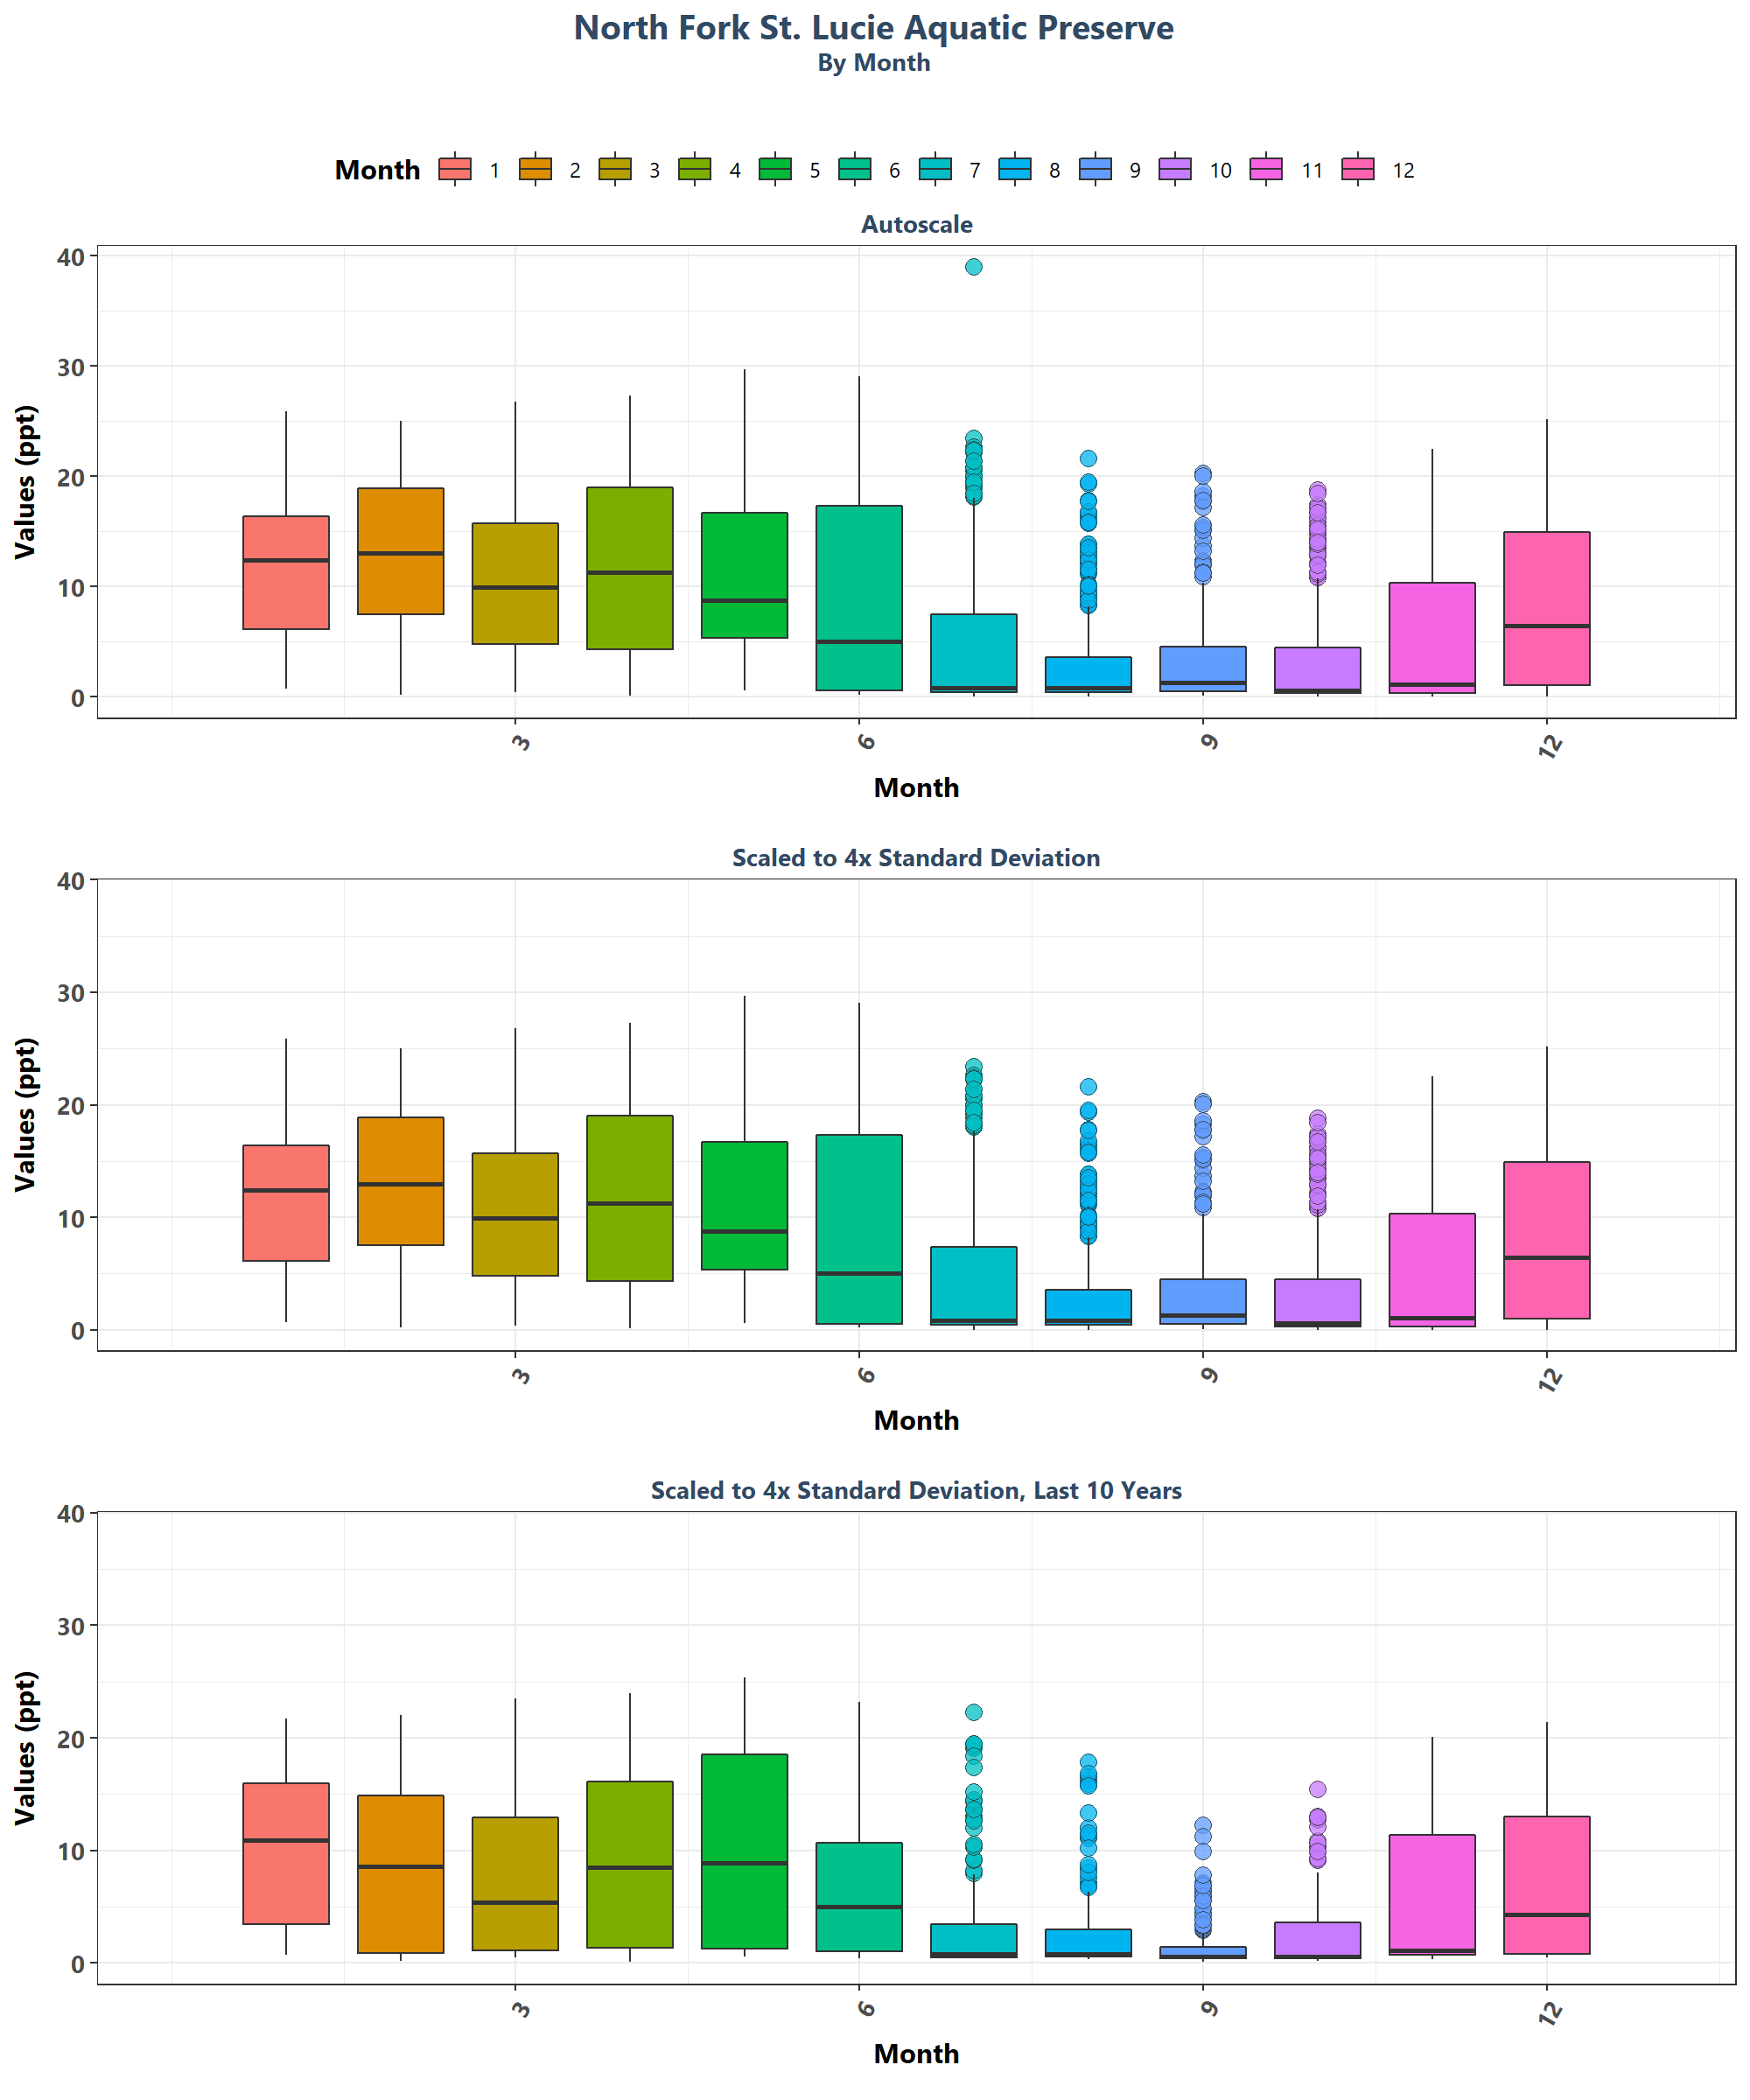 North Fork St. Lucie Aquatic Preserve
By Month
Month 1 2 3 4 5 6 7 8 9 10 11 12
Autoscale
40
30
20
10
0
Values (ppt)
3 6 9 12
Month
Scaled to 4x Standard Deviation
40
30
20
10
0
Values (ppt)
3 6 9 12
Month
Scaled to 4x Standard Deviation, Last 10 Years
40
30
20
10
0
Values (ppt)
3 6 9 12
Month